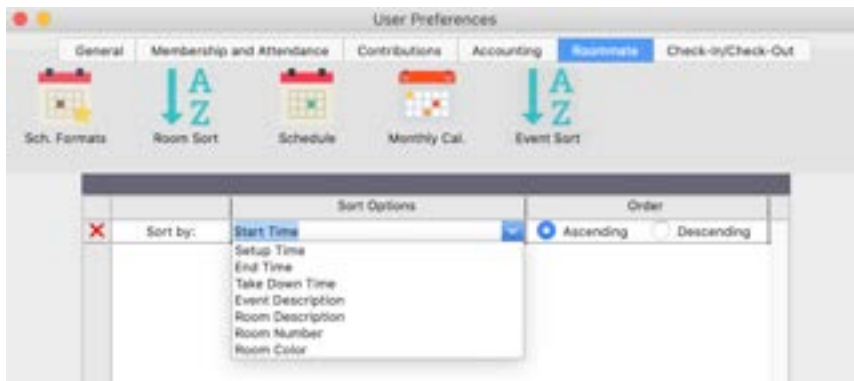 User Preferences
General Membership and Attendance Contributions Accounting Roommate Check-In/Check-Out
A Z A Z
Sch. Formats Room Sort Schedule Monthly Cal. Event Sort
Sort Options Order
Sort by: Start Time Ascending Descending
Setup Time
End Time
Take Down Time
Event Description
Room Description
Room Number
Room Color